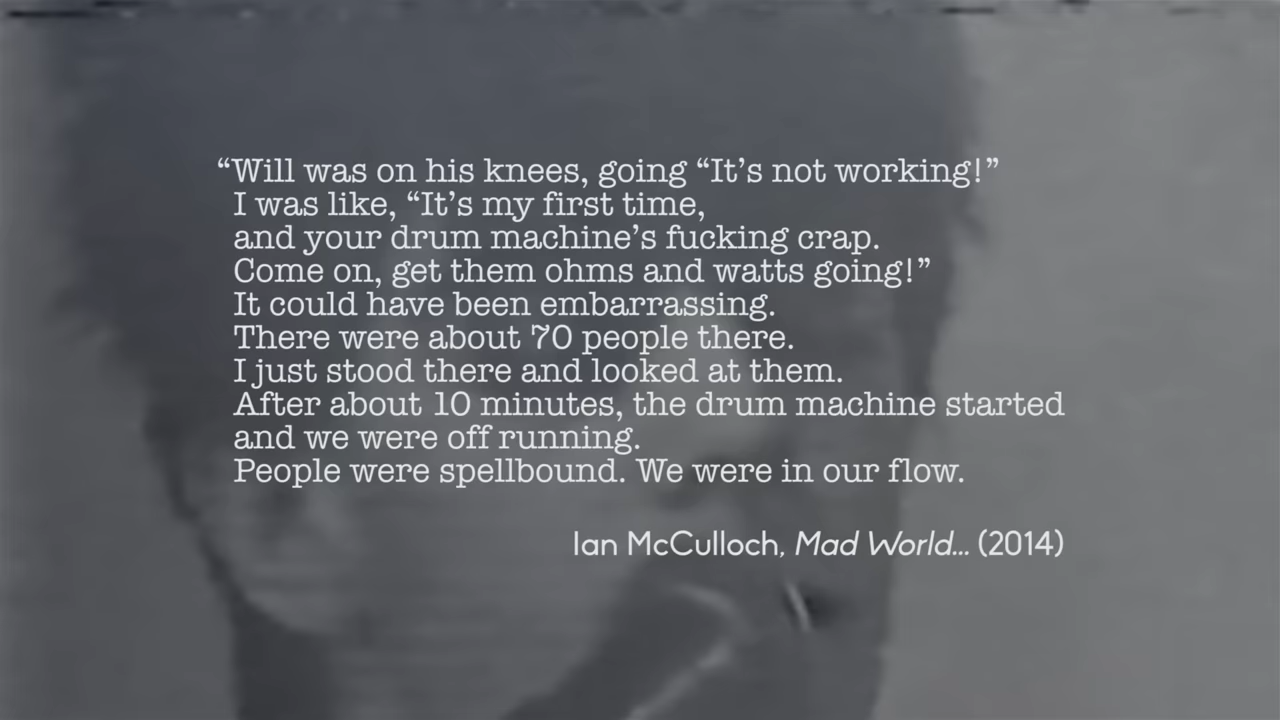 “Will was on his knees, going “It’s not working!”
I was like, “It’s my first time,
and your drum machine’s fucking crap.
Come on, get them ohms and watts going!”
It could have been embarrassing.
There were about 70 people there.
I just stood there and looked at them.
After about 10 minutes, the drum machine started
and we were off running.
People were spellbound. We were in our flow.
Ian McCulloch, Mad World... (2014)